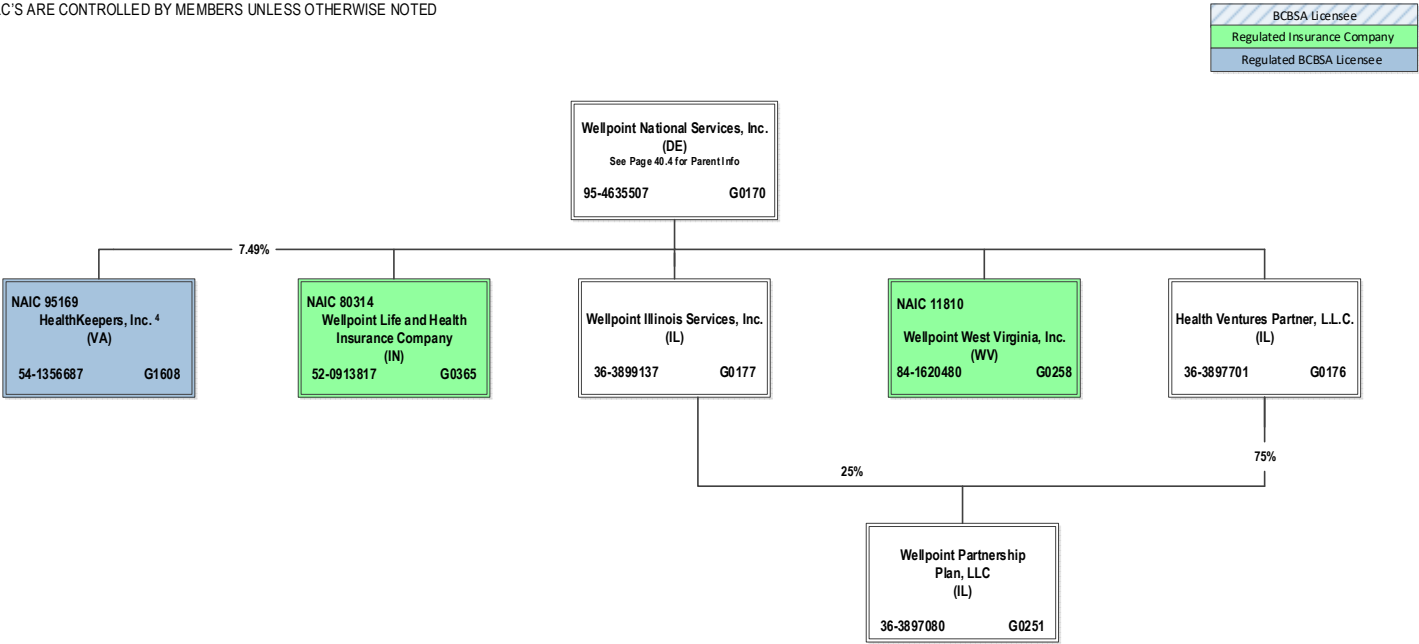 C'S ARE CONTROLLED BY MEMBERS UNLESS OTHERWISE NOTED
BCBSA Licensee
Regulated Insurance Company
Regulated BCBSA Licensee
Wellpoint National Services, Inc.
(DE)
See Page 40.4 for Parent Info
95-4635507 G0170
7.49%
NAIC 95169
HealthKeepers, Inc. 4
(VA)
54-1356687 G1608
NAIC 80314
Wellpoint Life and Health
Insurance Company
(IN)
52-0913817 G0365
Wellpoint Illinois Services, Inc.
(IL)
36-3899137 G0177
NAIC 11810
Wellpoint West Virginia, Inc.
(WV)
84-1620480 G0258
Health Ventures Partner, L.L.C.
(IL)
36-3897701 G0176
25%
75%
Wellpoint Partnership
Plan, LLC
(IL)
36-3897080 G0251